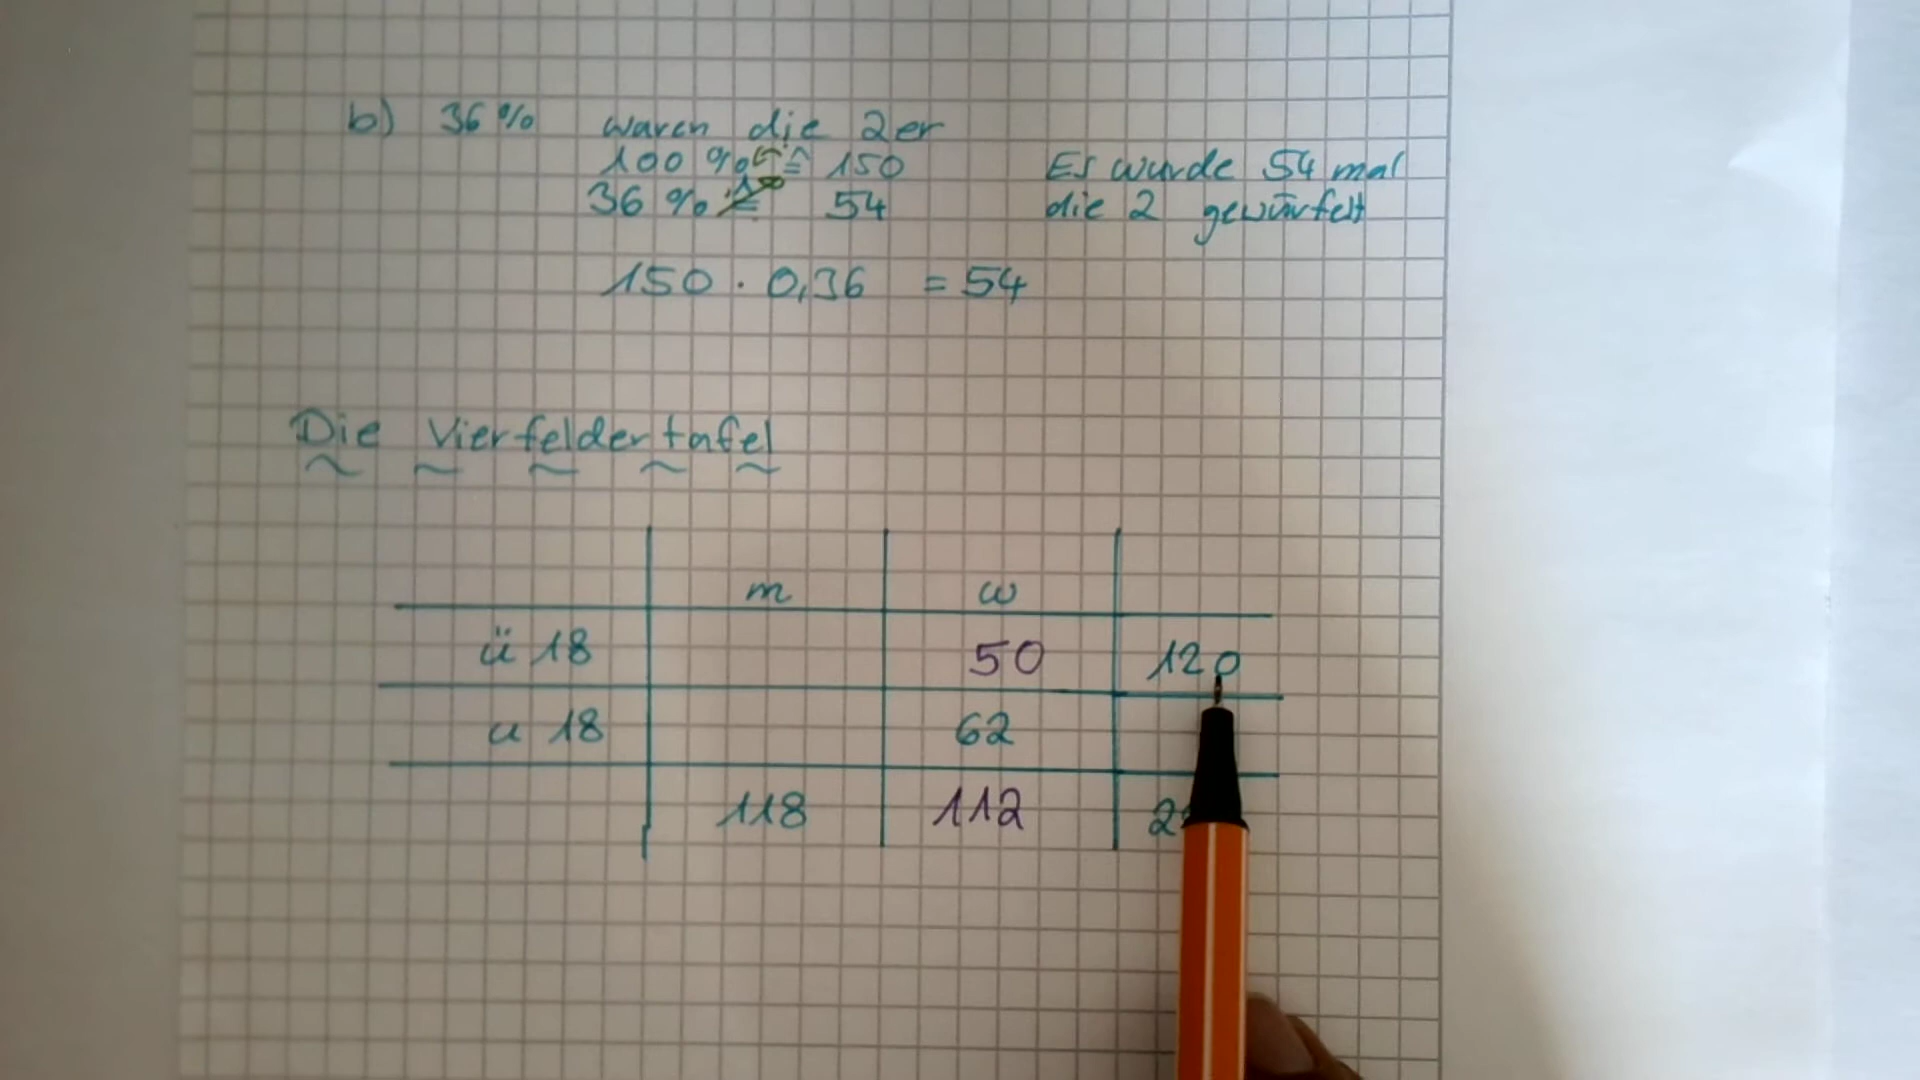 b) 36% waren die 2er
100 % ≙ 150 Es wurde 54 mal
36 % ≙ 54 die 2 gewürfelt
150 · 0,36 = 54
Die Vierfeldertafel
m w
ü 18 50 120
u 18 62
118 112